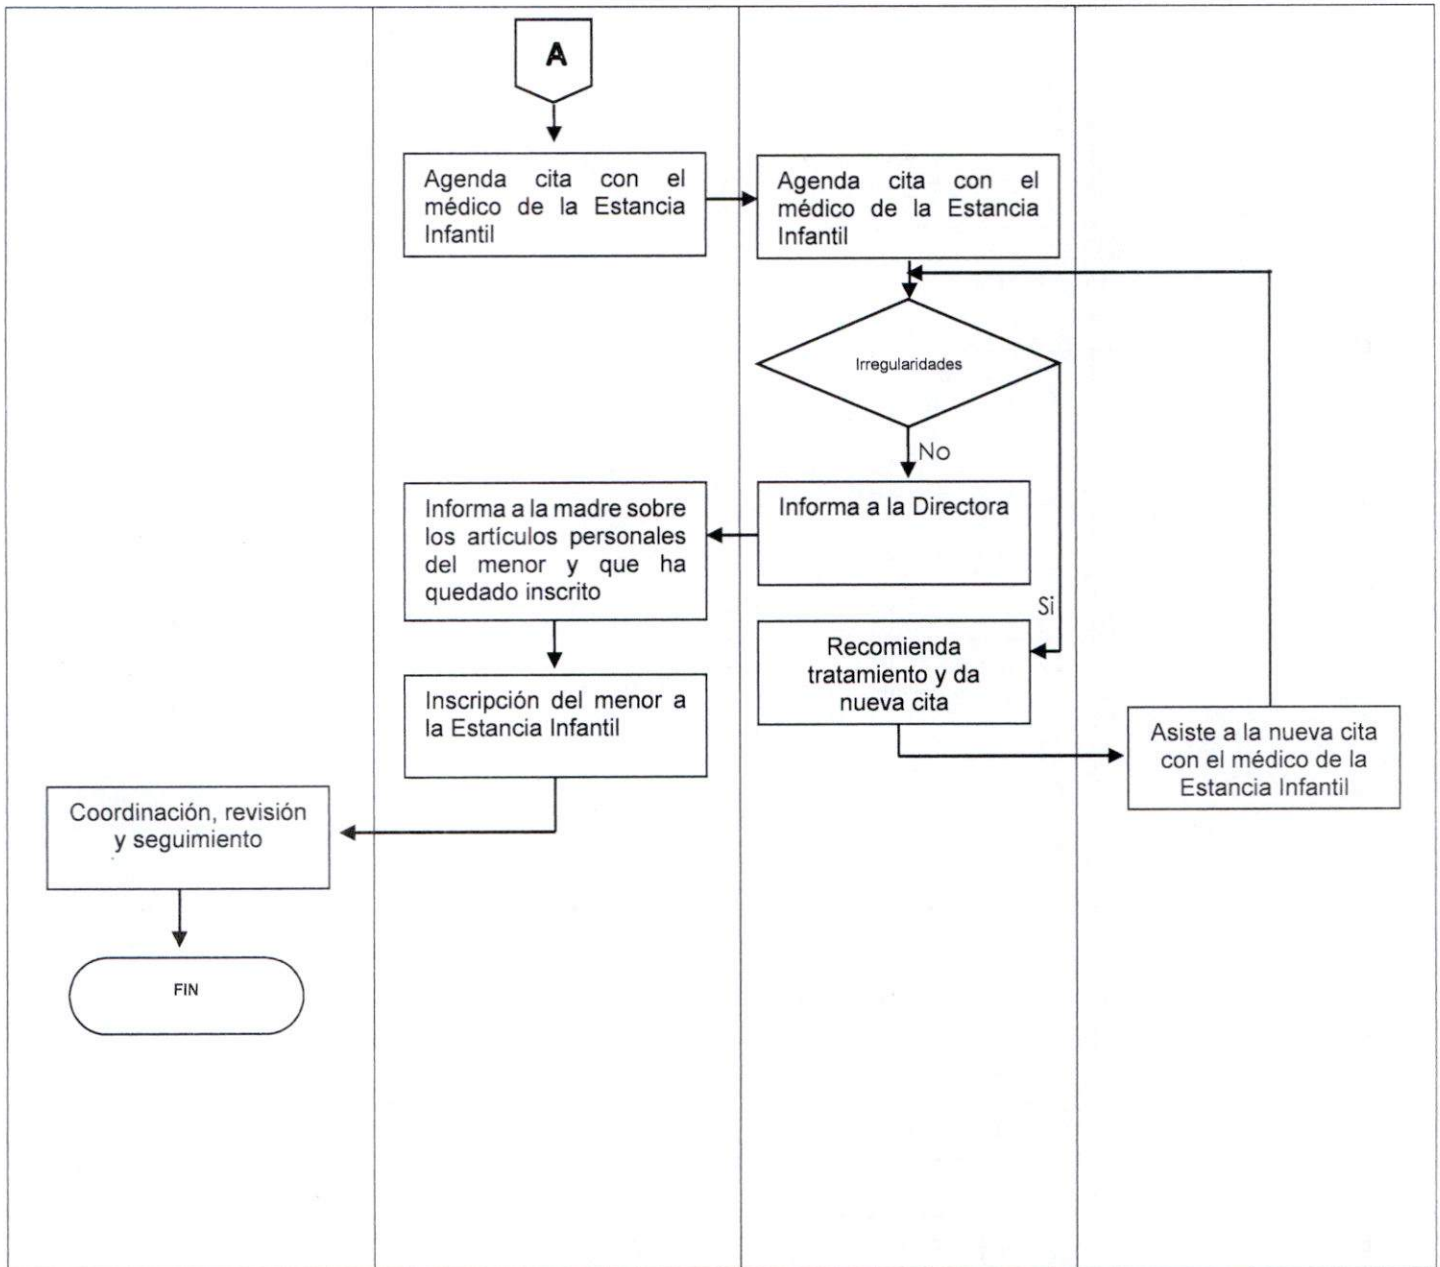 A
Agenda cita con el
médico de la Estancia
Infantil
Agenda cita con el
médico de la Estancia
Infantil
Irregularidades
No
Informa a la Directora
Informa a la madre sobre
los artículos personales
del menor y que ha
quedado inscrito
Si
Recomienda
tratamiento y da
nueva cita
Inscripción del menor a
la Estancia Infantil
Asiste a la nueva cita
con el médico de la
Estancia Infantil
Coordinación, revisión
y seguimiento
FIN